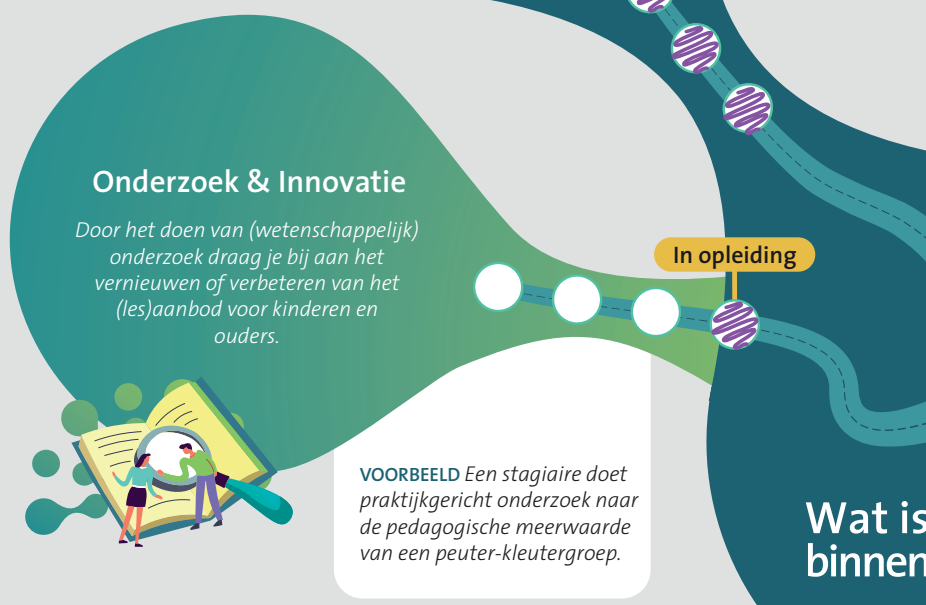 Onderzoek & Innovatie
Door het doen van (wetenschappelijk)
onderzoek draag je bij aan het
vernieuwen of verbeteren van het
(les)aanbod voor kinderen en
ouders.
In opleiding
VOORBEELD Een stagiaire doet
praktijkgericht onderzoek naar
de pedagogische meerwaarde
van een peuter-kleutergroep.
Wat is
binnen